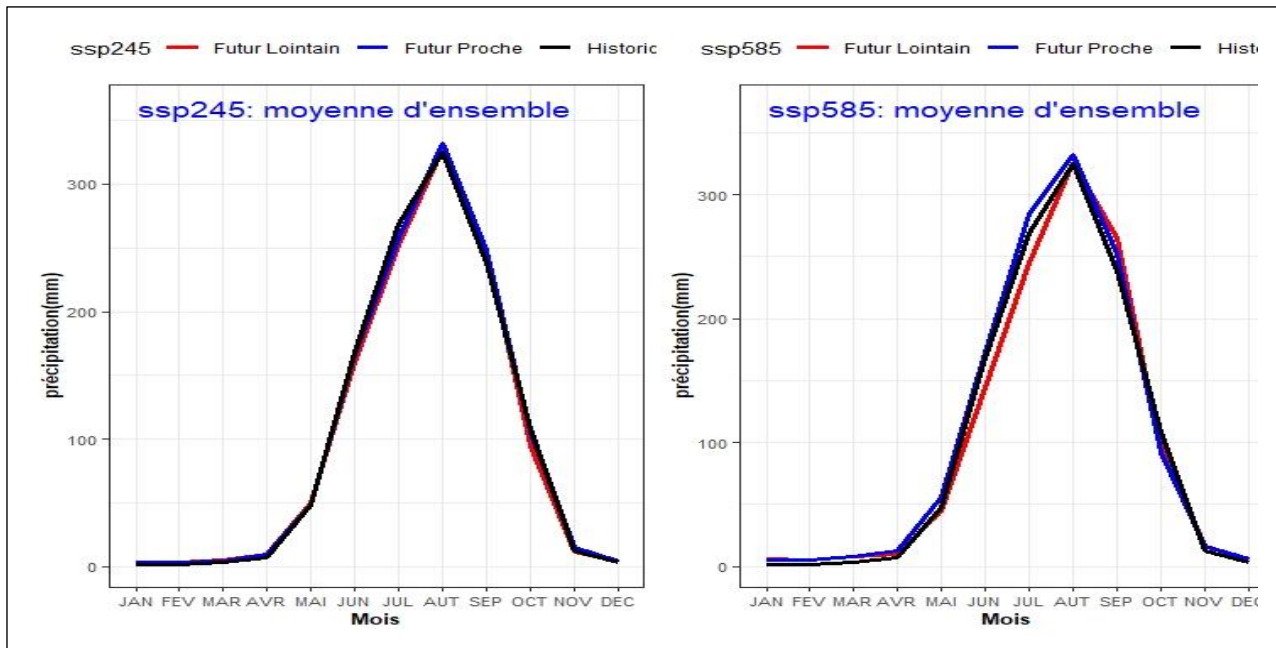 ssp245 Futur Lointain Futur Proche Historic
ssp245: moyenne d'ensemble
précipitation(mm)
300
200
100
0
JAN FEV MAR AVR MAI JUN JUL AUT SEP OCT NOV DEC
Mois
ssp585 Futur Lointain Futur Proche Hist
ssp585: moyenne d'ensemble
précipitation(mm)
300
200
100
0
JAN FEV MAR AVR MAI JUN JUL AUT SEP OCT NOV DEC
Mois